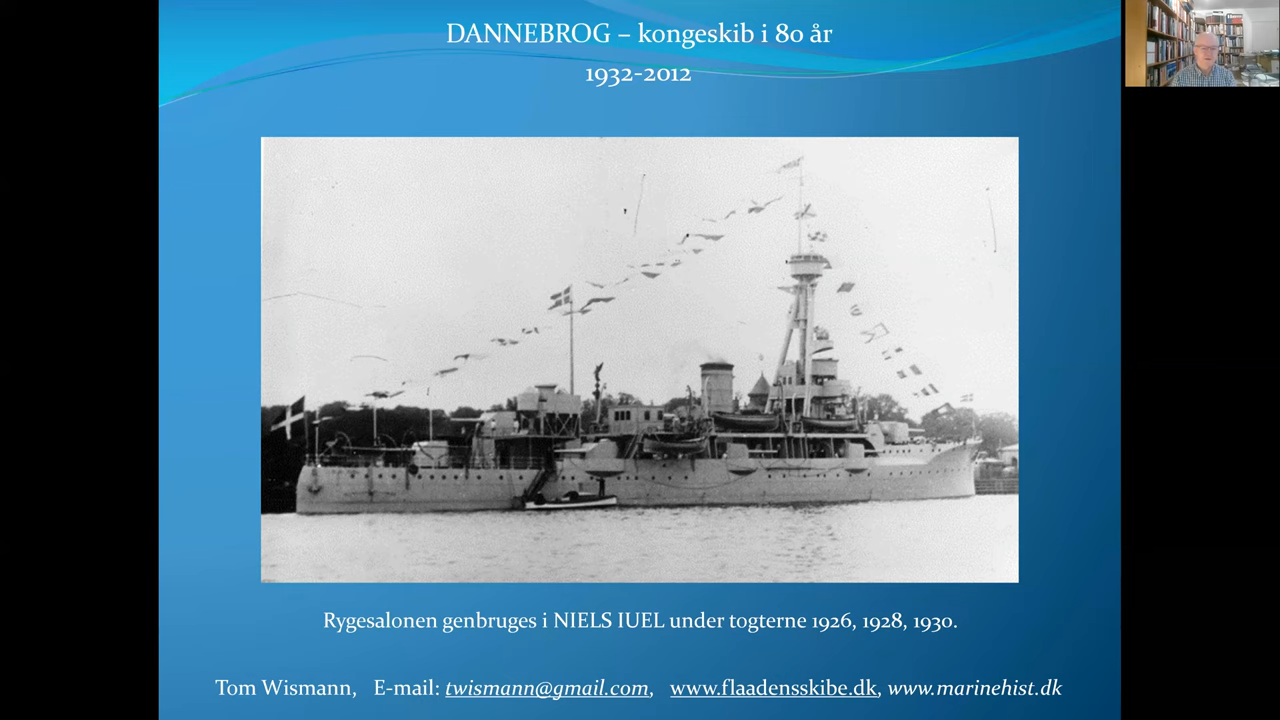 DANNEBROG – kongeskib i 80 år
1932-2012
Rygesalonen genbruges i NIELS IUEL under togterne 1926, 1928, 1930.
Tom Wismann, E-mail: twismann@gmail.com, www.flaadensskibe.dk, www.marinehist.dk